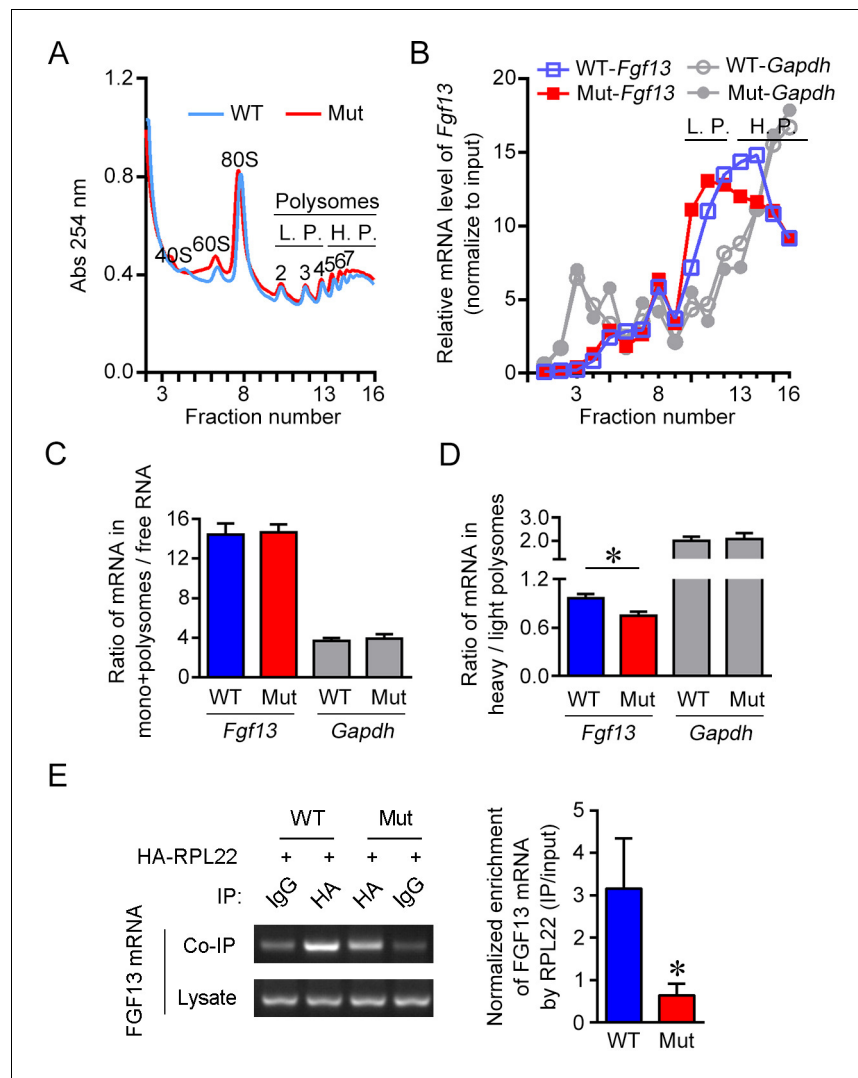 A
1.2
0.8
0.4
0.0
Abs 254 nm
WT Mut
40S
60S
80S
Polysomes
L. P. H. P.
2 3 4 5 6 7
3 8 13 16
Fraction number
B
WT-Fgf13 WT-Gapdh
Mut-Fgf13 Mut-Gapdh
20
15
10
5
0
Relative mRNA level of Fgf13
(normalize to input)
L. P. H. P
3 8 13 16
Fraction number
C
16
12
8
4
0
Ratio of mRNA in
mono+polysomes / free RNA
WT Mut WT Mut
Fgf13 Gapdh
D
3.0
2.0
1.2
0.6
0.0
Ratio of mRNA in
heavy / light polysomes
*
WT Mut WT Mut
Fgf13 Gapdh
E
WT Mut
HA-RPL22 + + + +
IP: IgG HA HA IgG
FGF13 mRNA
Co-IP
Lysate
5
4
3
2
1
0
Normalized enrichment
of FGF13 mRNA
by RPL22 (IP/input)
*
WT Mut